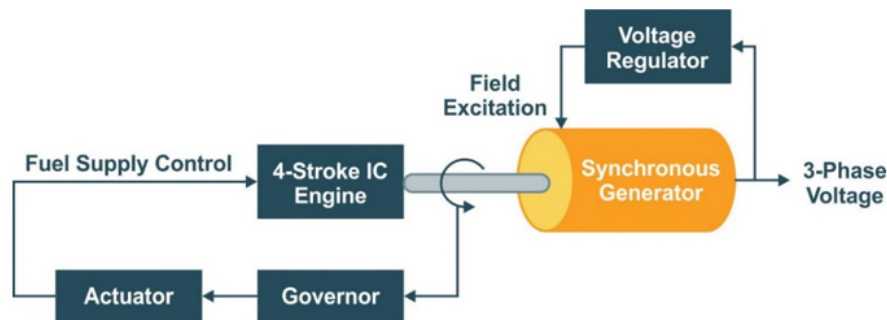 Voltage
Regulator
Field
Excitation
Fuel Supply Control
4-Stroke IC
Engine
Synchronous
Generator
3-Phase
Voltage
Actuator
Governor